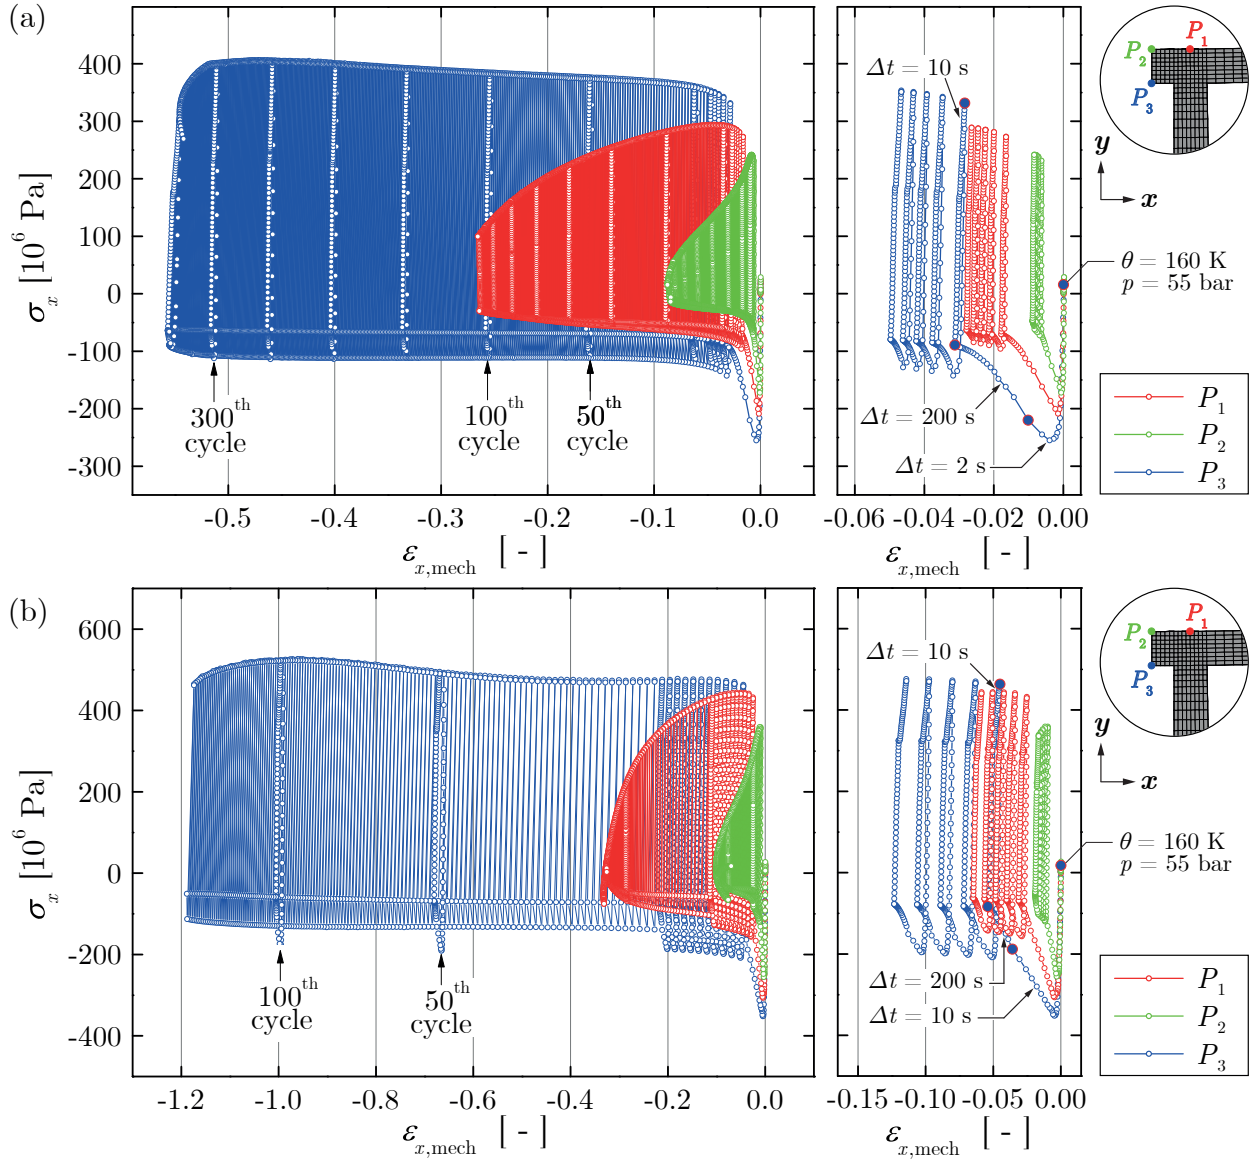 (a)
σx [10^6 Pa]
400
300
200
100
0
-100
-200
-300
300th cycle
100th cycle
50th cycle
-0.5 -0.4 -0.3 -0.2 -0.1 0.0
εx,mech [ - ]
Δt = 10 s
Δt = 200 s
Δt = 2 s
-0.06 -0.04 -0.02 0.00
εx,mech [ - ]
P1
P2
P3
y
x
θ = 160 K
p = 55 bar
P1
P2
P3
(b)
σx [10^6 Pa]
600
400
200
0
-200
-400
100th cycle
50th cycle
-1.2 -1.0 -0.8 -0.6 -0.4 -0.2 0.0
εx,mech [ - ]
Δt = 10 s
Δt = 200 s
Δt = 10 s
-0.15 -0.10 -0.05 0.00
εx,mech [ - ]
P1
P2
P3
y
x
θ = 160 K
p = 55 bar
P1
P2
P3